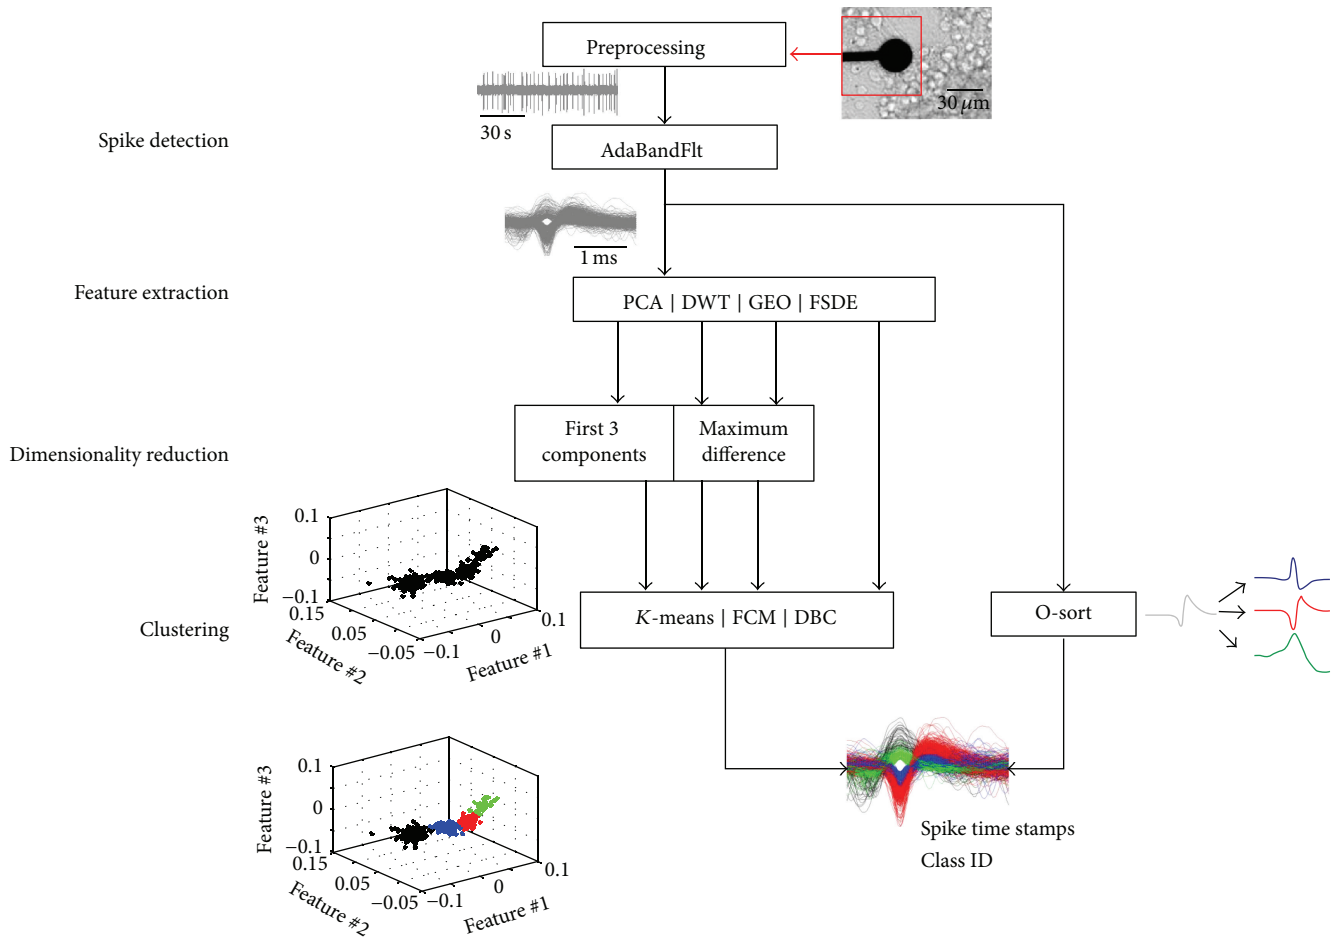 Preprocessing
30 μm
30 s
Spike detection
AdaBandFlt
1 ms
Feature extraction
PCA | DWT | GEO | FSDE
Dimensionality reduction
First 3
components
Maximum
difference
0.1
0
−0.1
Feature #3
0.15
0.05
−0.05
Feature #2
−0.1
0
0.1
Feature #1
Clustering
K-means | FCM | DBC
O-sort
0.1
0
−0.1
Feature #3
0.15
0.05
−0.05
Feature #2
−0.1
0
0.1
Feature #1
Spike time stamps
Class ID